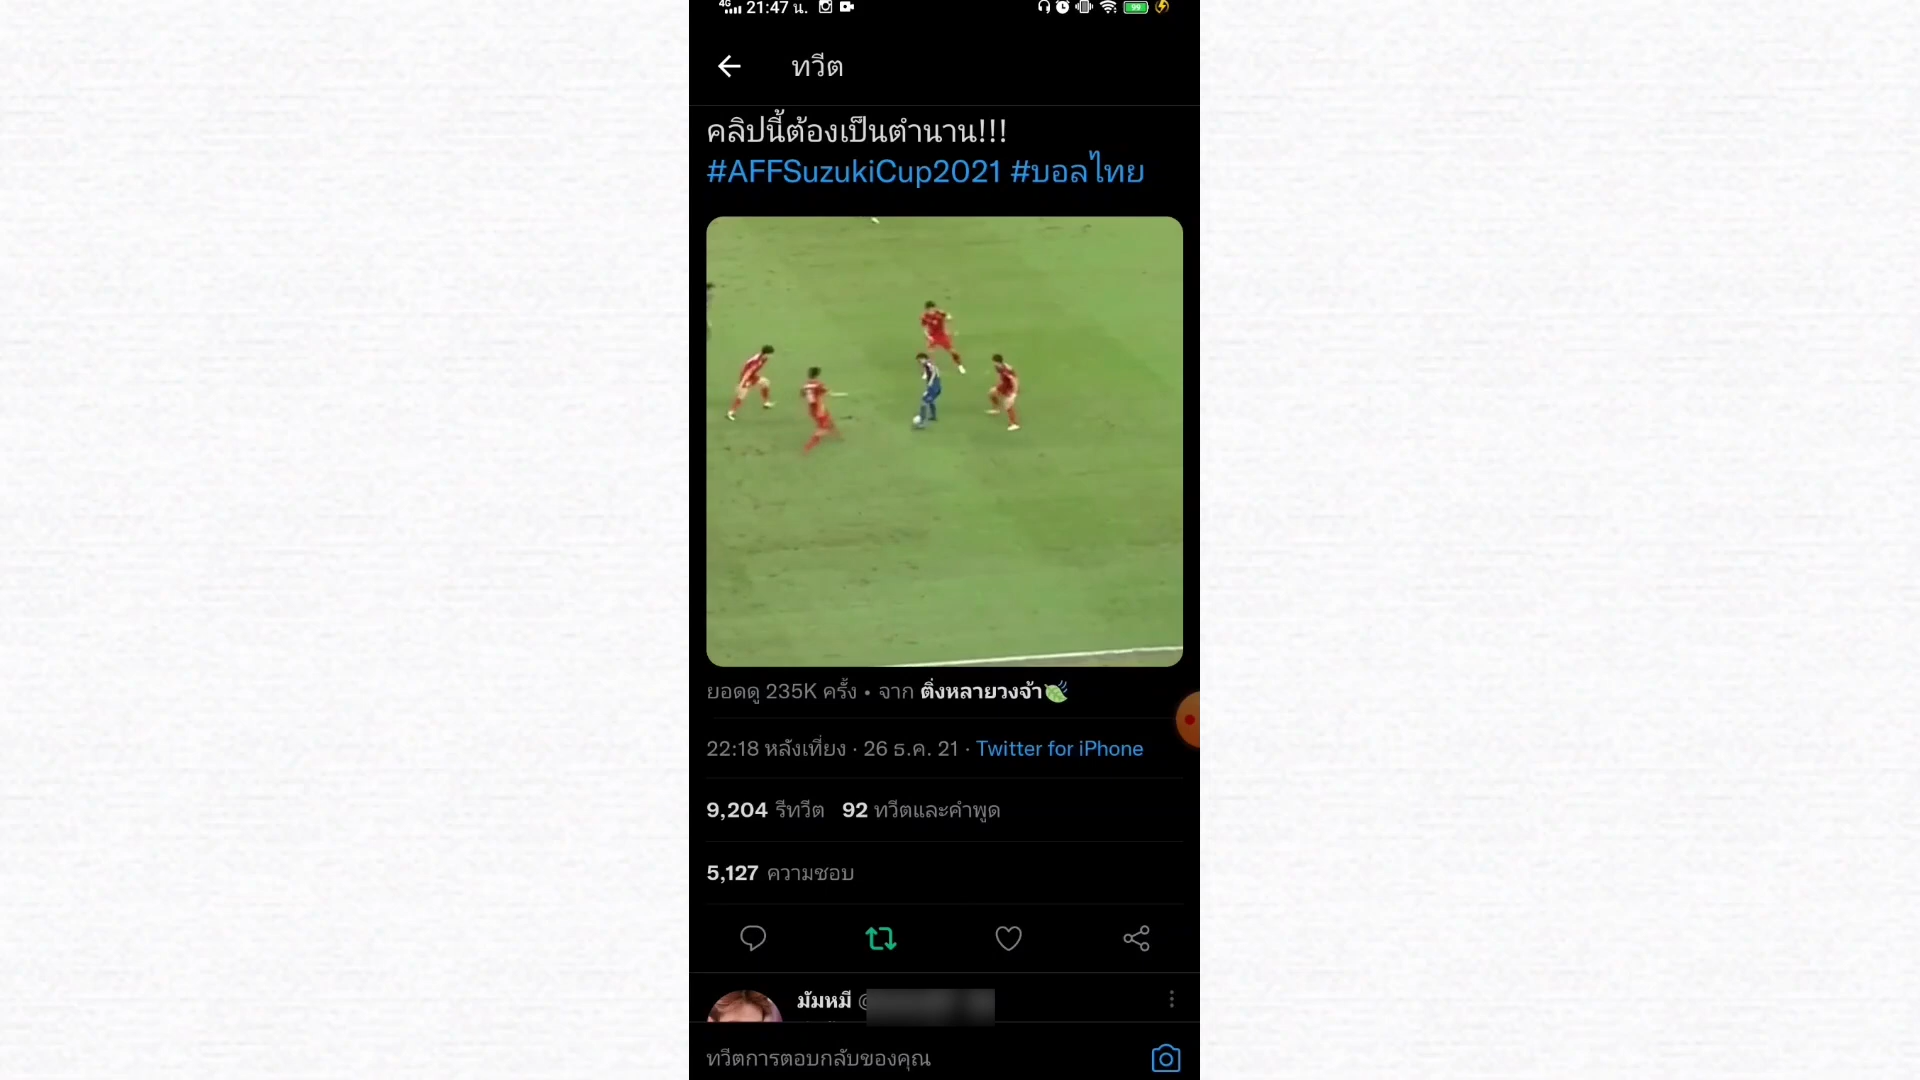 4G 21:47 น. 99
ทวีต
คลิปนี้ต้องเป็นตำนาน!!!
#AFFSuzukiCup2021 #บอลไทย
ยอดดู 235K ครั้ง • จาก ติ่งหลายวงจ้า
22:18 หลังเที่ยง · 26 ธ.ค. 21 · Twitter for iPhone
9,204 รีทวีต 92 ทวีตและคำพูด
5,127 ความชอบ
มัมหมี @
ทวีตการตอบกลับของคุณ